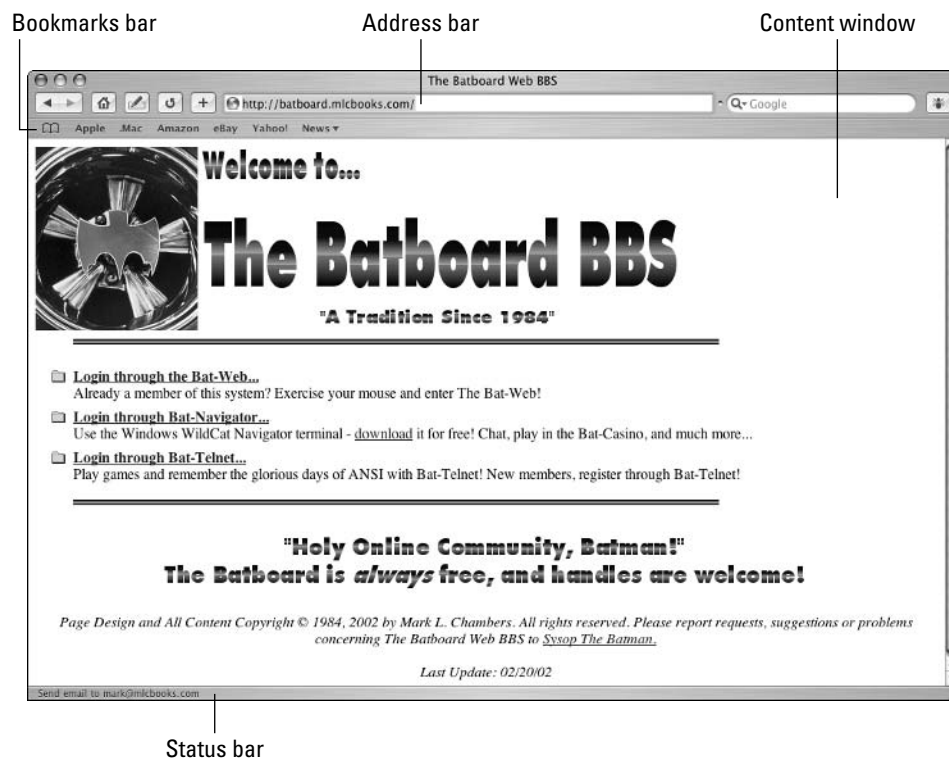 Bookmarks bar
Address bar
Content window
The Batboard Web BBS
http://batboard.mlcbooks.com/
Q Google
Apple .Mac Amazon eBay Yahoo! News
Welcome to...
The Batboard BBS
"A Tradition Since 1984"
Login through the Bat-Web...
Already a member of this system? Exercise your mouse and enter The Bat-Web!
Login through Bat-Navigator...
Use the Windows WildCat Navigator terminal - download it for free! Chat, play in the Bat-Casino, and much more...
Login through Bat-Telnet...
Play games and remember the glorious days of ANSI with Bat-Telnet! New members, register through Bat-Telnet!
"Holy Online Community, Batman!"
The Batboard is always free, and handles are welcome!
Page Design and All Content Copyright © 1984, 2002 by Mark L. Chambers. All rights reserved. Please report requests, suggestions or problems
concerning The Batboard Web BBS to Sysop The Batman.
Last Update: 02/20/02
Send email to mark@mlcbooks.com
Status bar